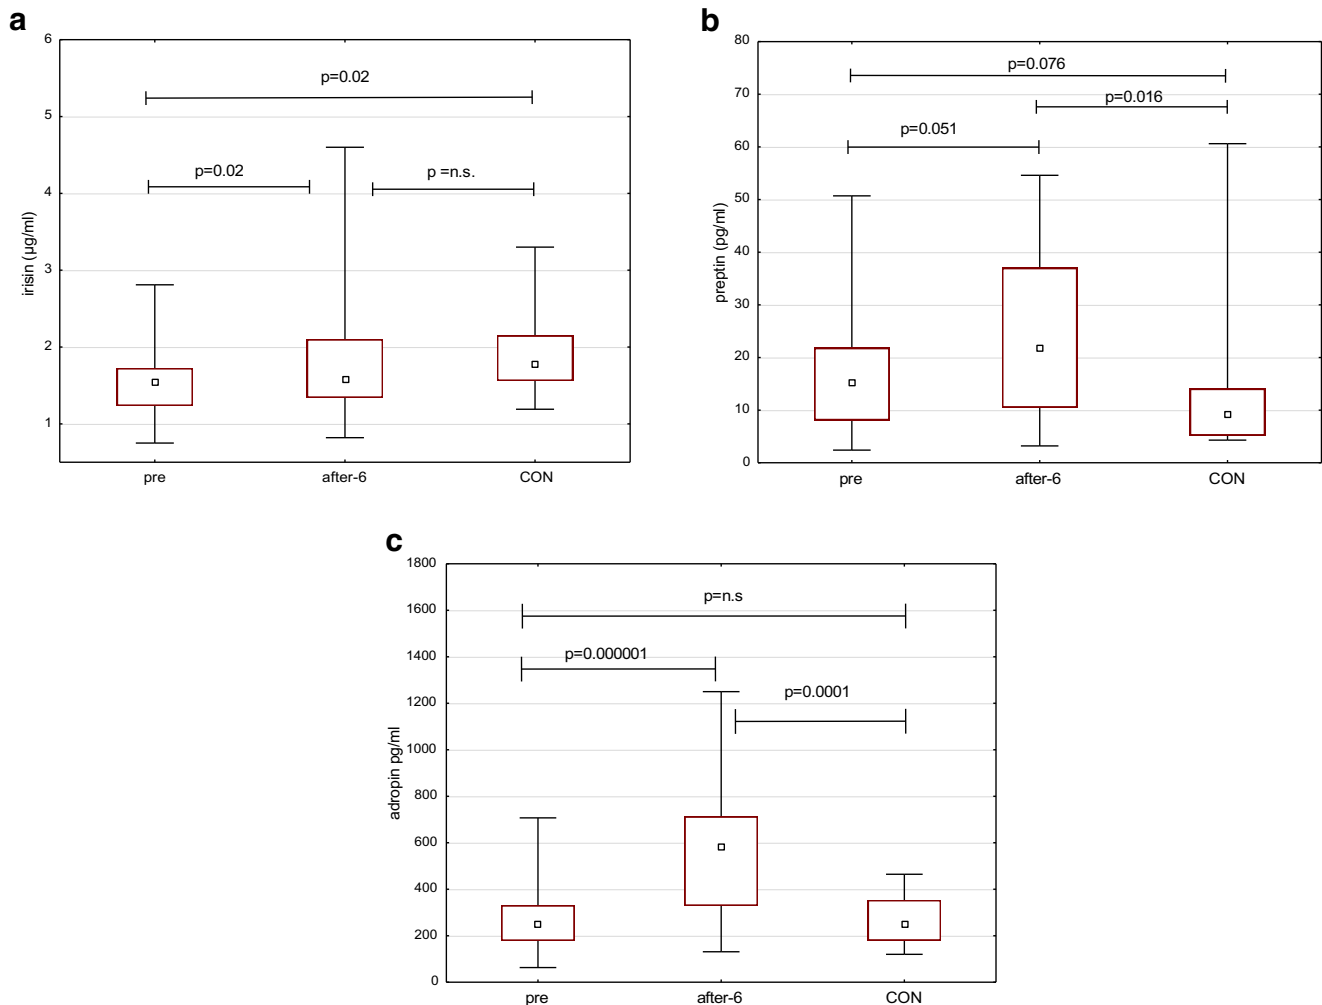 a
6
5
4
3
2
1
irisin (µg/ml)
p=0.02
p=0.02
p =n.s.
pre
after-6
CON
b
80
70
60
50
40
30
20
10
0
preptin (pg/ml)
p=0.076
p=0.016
p=0.051
pre
after-6
CON
c
1800
1600
1400
1200
1000
800
600
400
200
0
adropin pg/ml
p=n.s
p=0.000001
p=0.0001
pre
after-6
CON